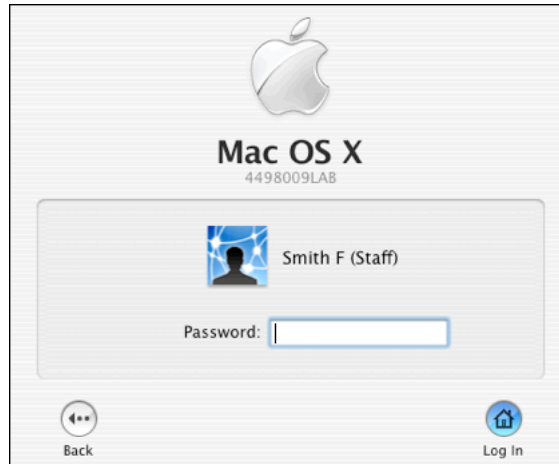 Mac OS X
4498009LAB
Smith F (Staff)
Password:
Back
Log In